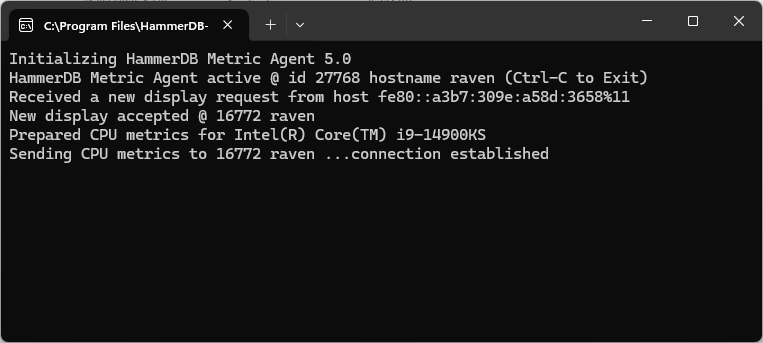 C:\Program Files\HammerDB-
Initializing HammerDB Metric Agent 5.0
HammerDB Metric Agent active @ id 27768 hostname raven (Ctrl-C to Exit)
Received a new display request from host fe80::a3b7:309e:a58d:3658%11
New display accepted @ 16772 raven
Prepared CPU metrics for Intel(R) Core(TM) i9-14900KS
Sending CPU metrics to 16772 raven ...connection established